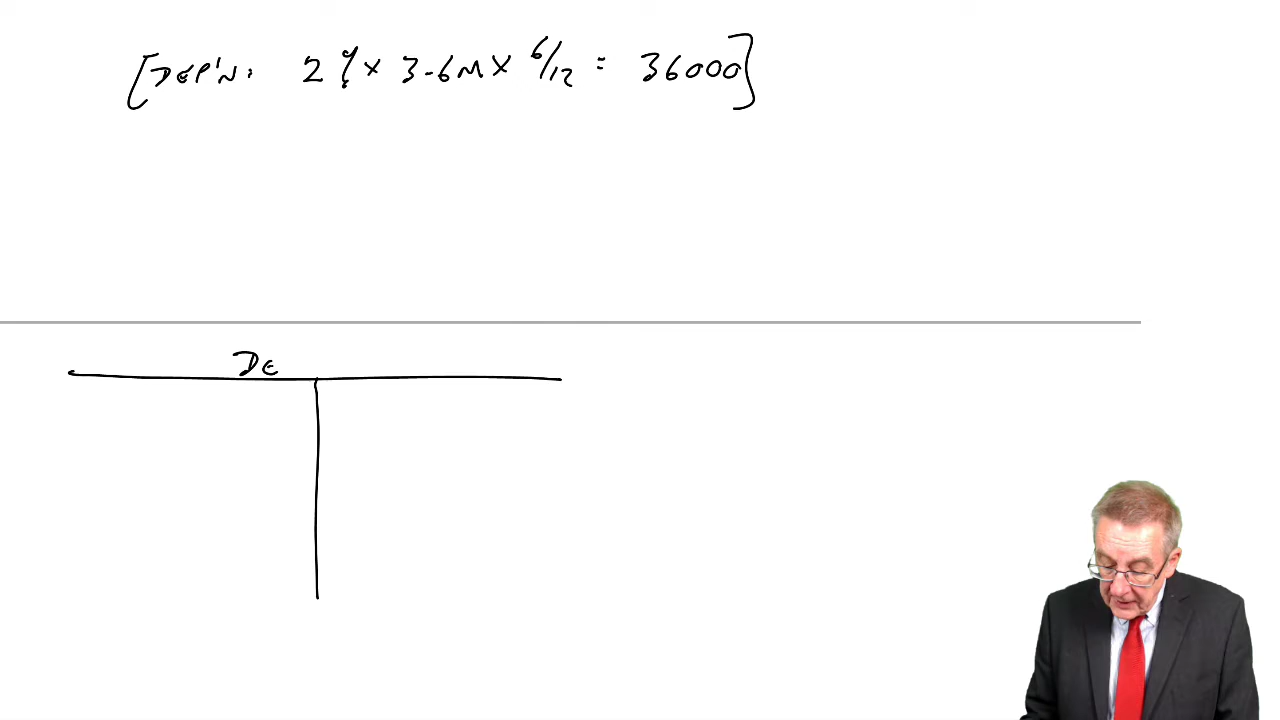 [DEP'N: 2% × 3.6M × 6/12 = 36000]
DE